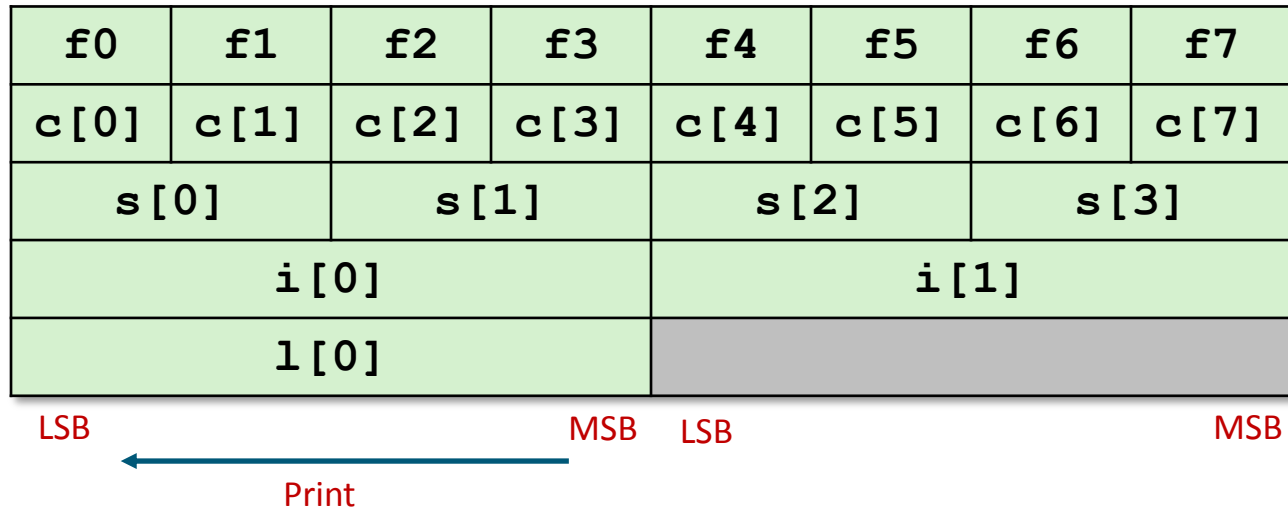 f0 f1 f2 f3 f4 f5 f6 f7
c[0] c[1] c[2] c[3] c[4] c[5] c[6] c[7]
s[0] s[1] s[2] s[3]
i[0] i[1]
l[0]
LSB MSB LSB MSB
Print